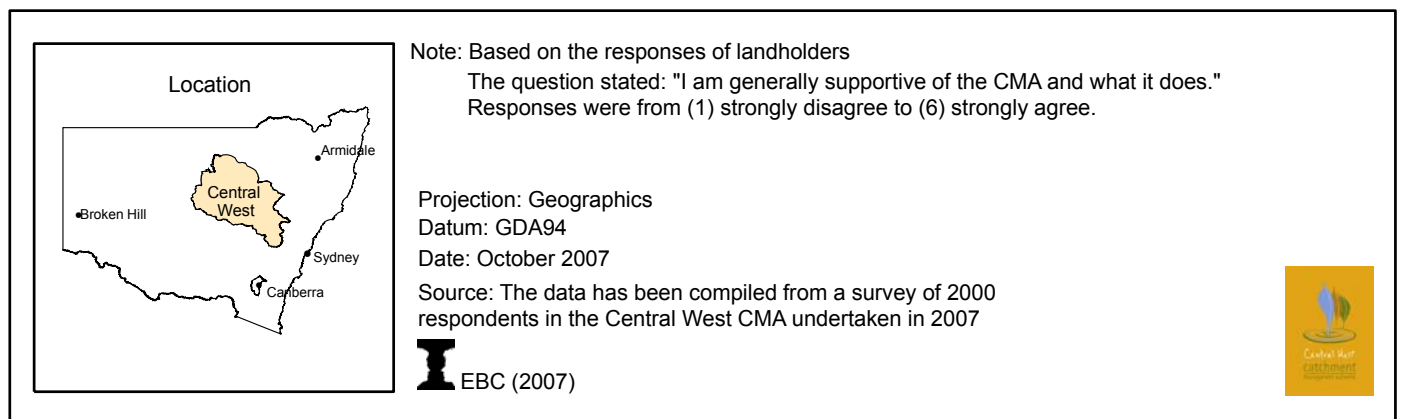 Location
Armidale
Central
West
Broken Hill
Sydney
Canberra
Note: Based on the responses of landholders
The question stated: "I am generally supportive of the CMA and what it does."
Responses were from (1) strongly disagree to (6) strongly agree.
Projection: Geographics
Datum: GDA94
Date: October 2007
Source: The data has been compiled from a survey of 2000
respondents in the Central West CMA undertaken in 2007
EBC (2007)
Central West
catchment